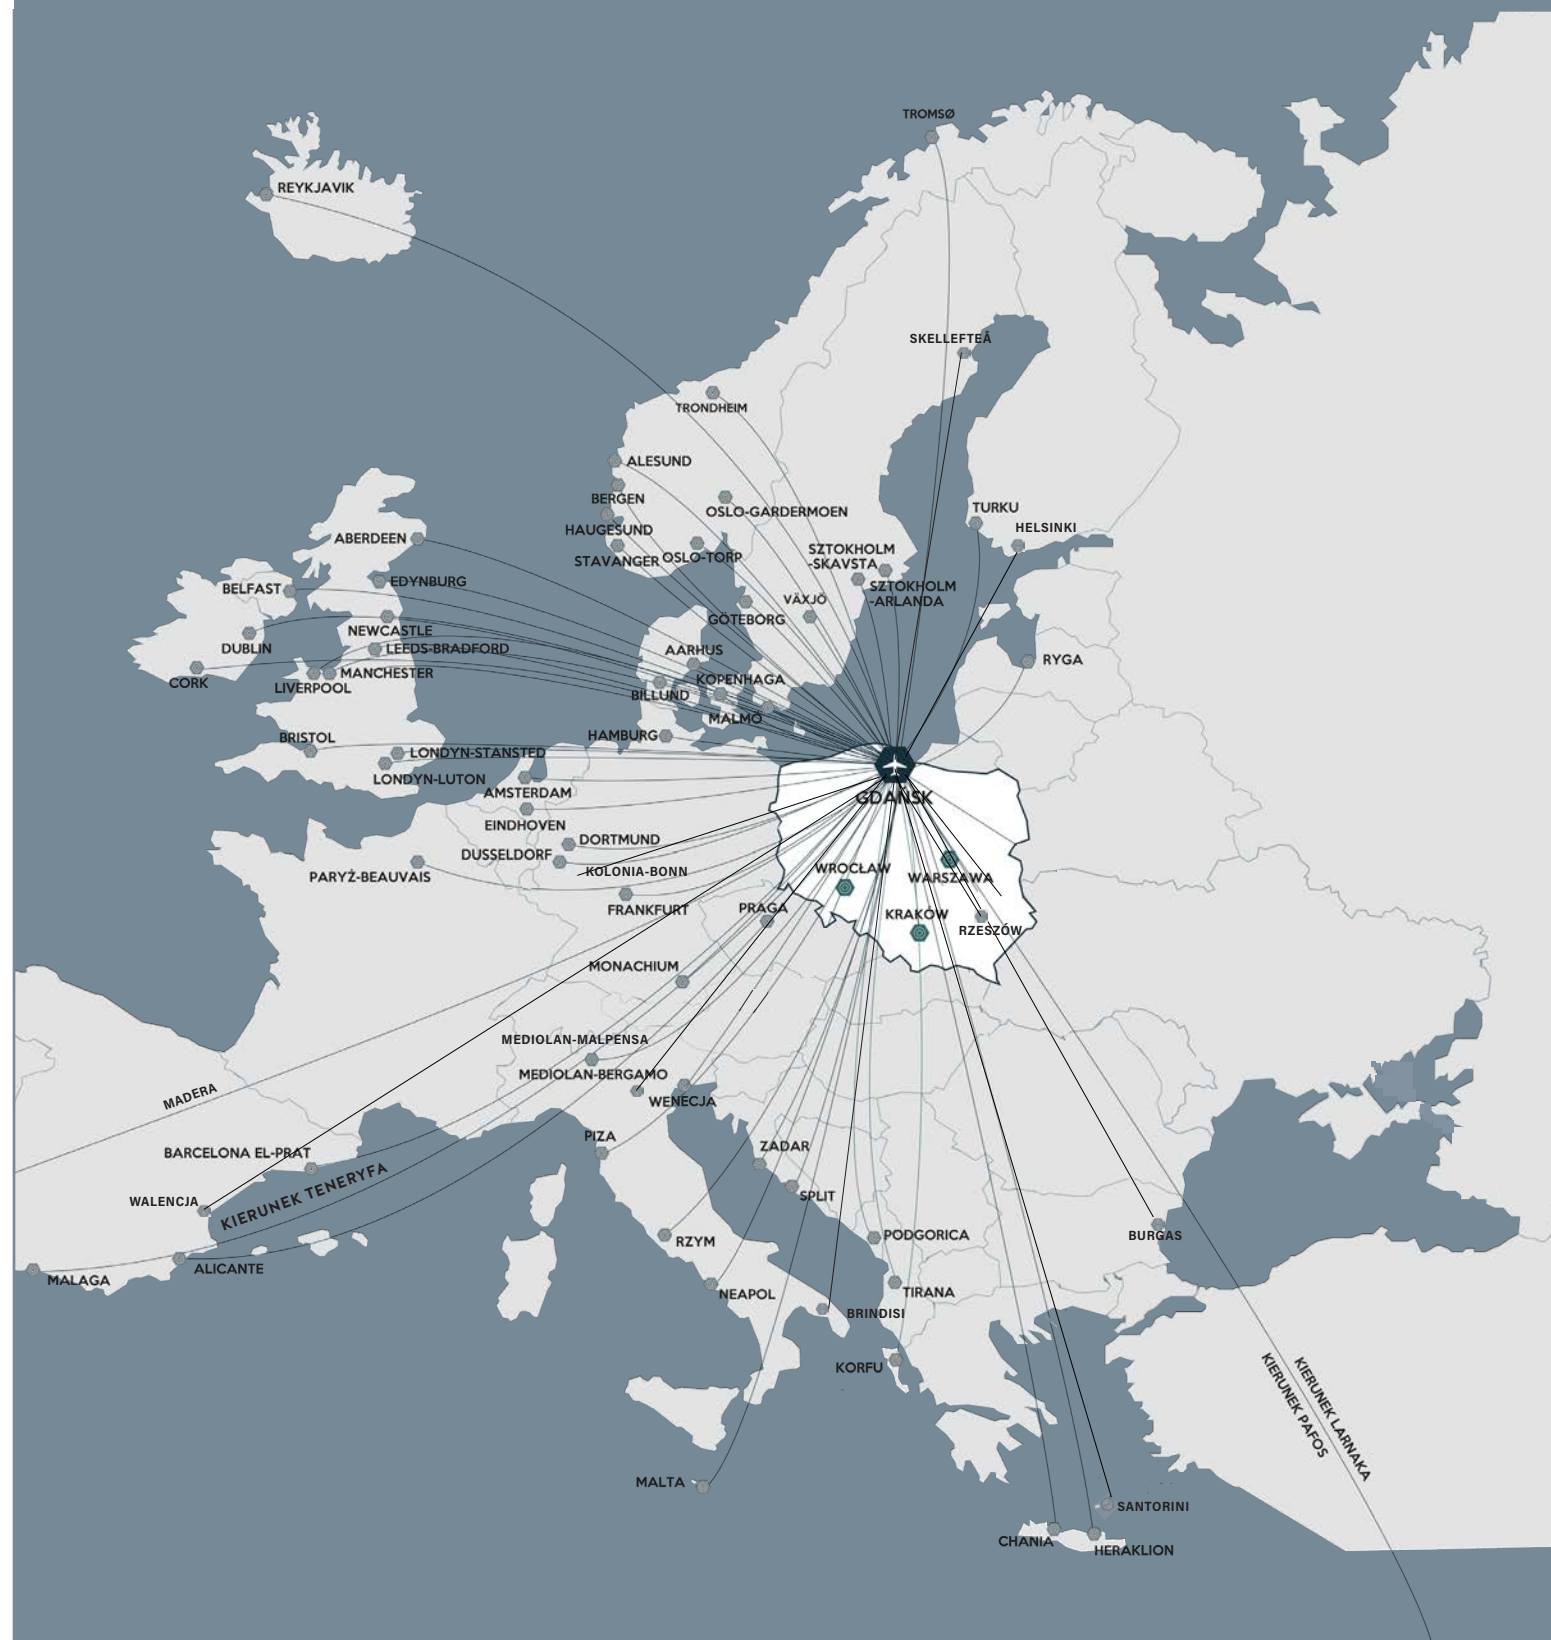 TROMSØ
REYKJAVIK
SKELLEFTEÅ
TRONDHEIM
ALESUND
BERGEN
OSLO-GARDERMOEN
TURKU
HELSINKI
HAUGESUND
ABERDEEN
STAVANGER
OSLO-TORP
SZTOKHOLM
-SKAVSTA
SZTOKHOLM
-ARLANDA
EDYNBURG
BELFAST
VÄXJÖ
GÖTEBORG
NEWCASTLE
DUBLIN
LEEDS-BRADFORD
AARHUS
RYGA
MANCHESTER
CORK
LIVERPOOL
KOPENHAGA
BILLUND
MALMÖ
BRISTOL
HAMBURG
LONDYN-STANSTED
LONDYN-LUTON
AMSTERDAM
GDAŃSK
EINDHOVEN
DORTMUND
DUSSELDORF
KOLONIA-BONN
PARYŻ-BEAUVAIS
WROCŁAW
WARSZAWA
FRANKFURT
PRAGA
KRAKÓW
RZESZÓW
MONACHIUM
MEDIOLAN-MALPENSA
MEDIOLAN-BERGAMO
MADERA
WENECJA
PIZA
ZADAR
BARCELONA EL-PRAT
KIERUNEK TENERYFA
WALENCJA
SPLIT
RZYM
PODGORICA
BURGAS
ALICANTE
MALAGA
NEAPOL
TIRANA
BRINDISI
KORFU
KIERUNEK LARNAKA
KIERUNEK PAFOS
MALTA
SANTORINI
CHANIA
HERAKLION